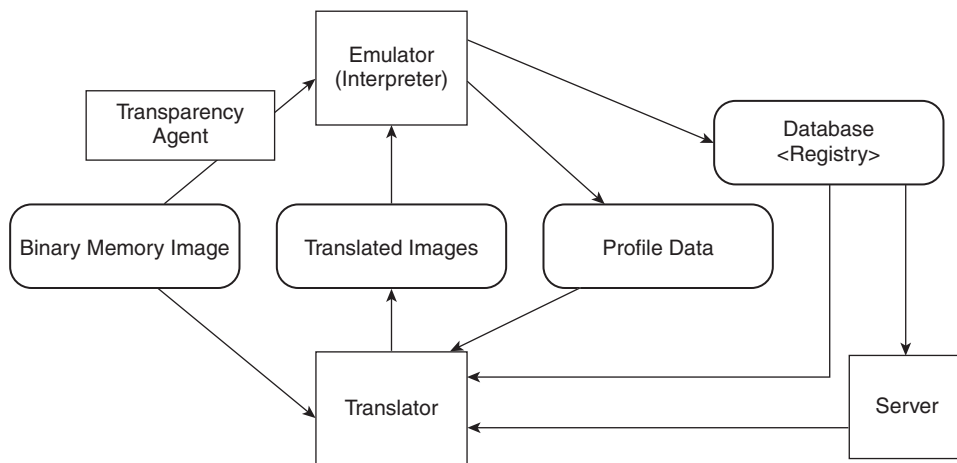 Emulator
(Interpreter)
Transparency
Agent
Database
<Registry>
Binary Memory Image
Translated Images
Profile Data
Translator
Server